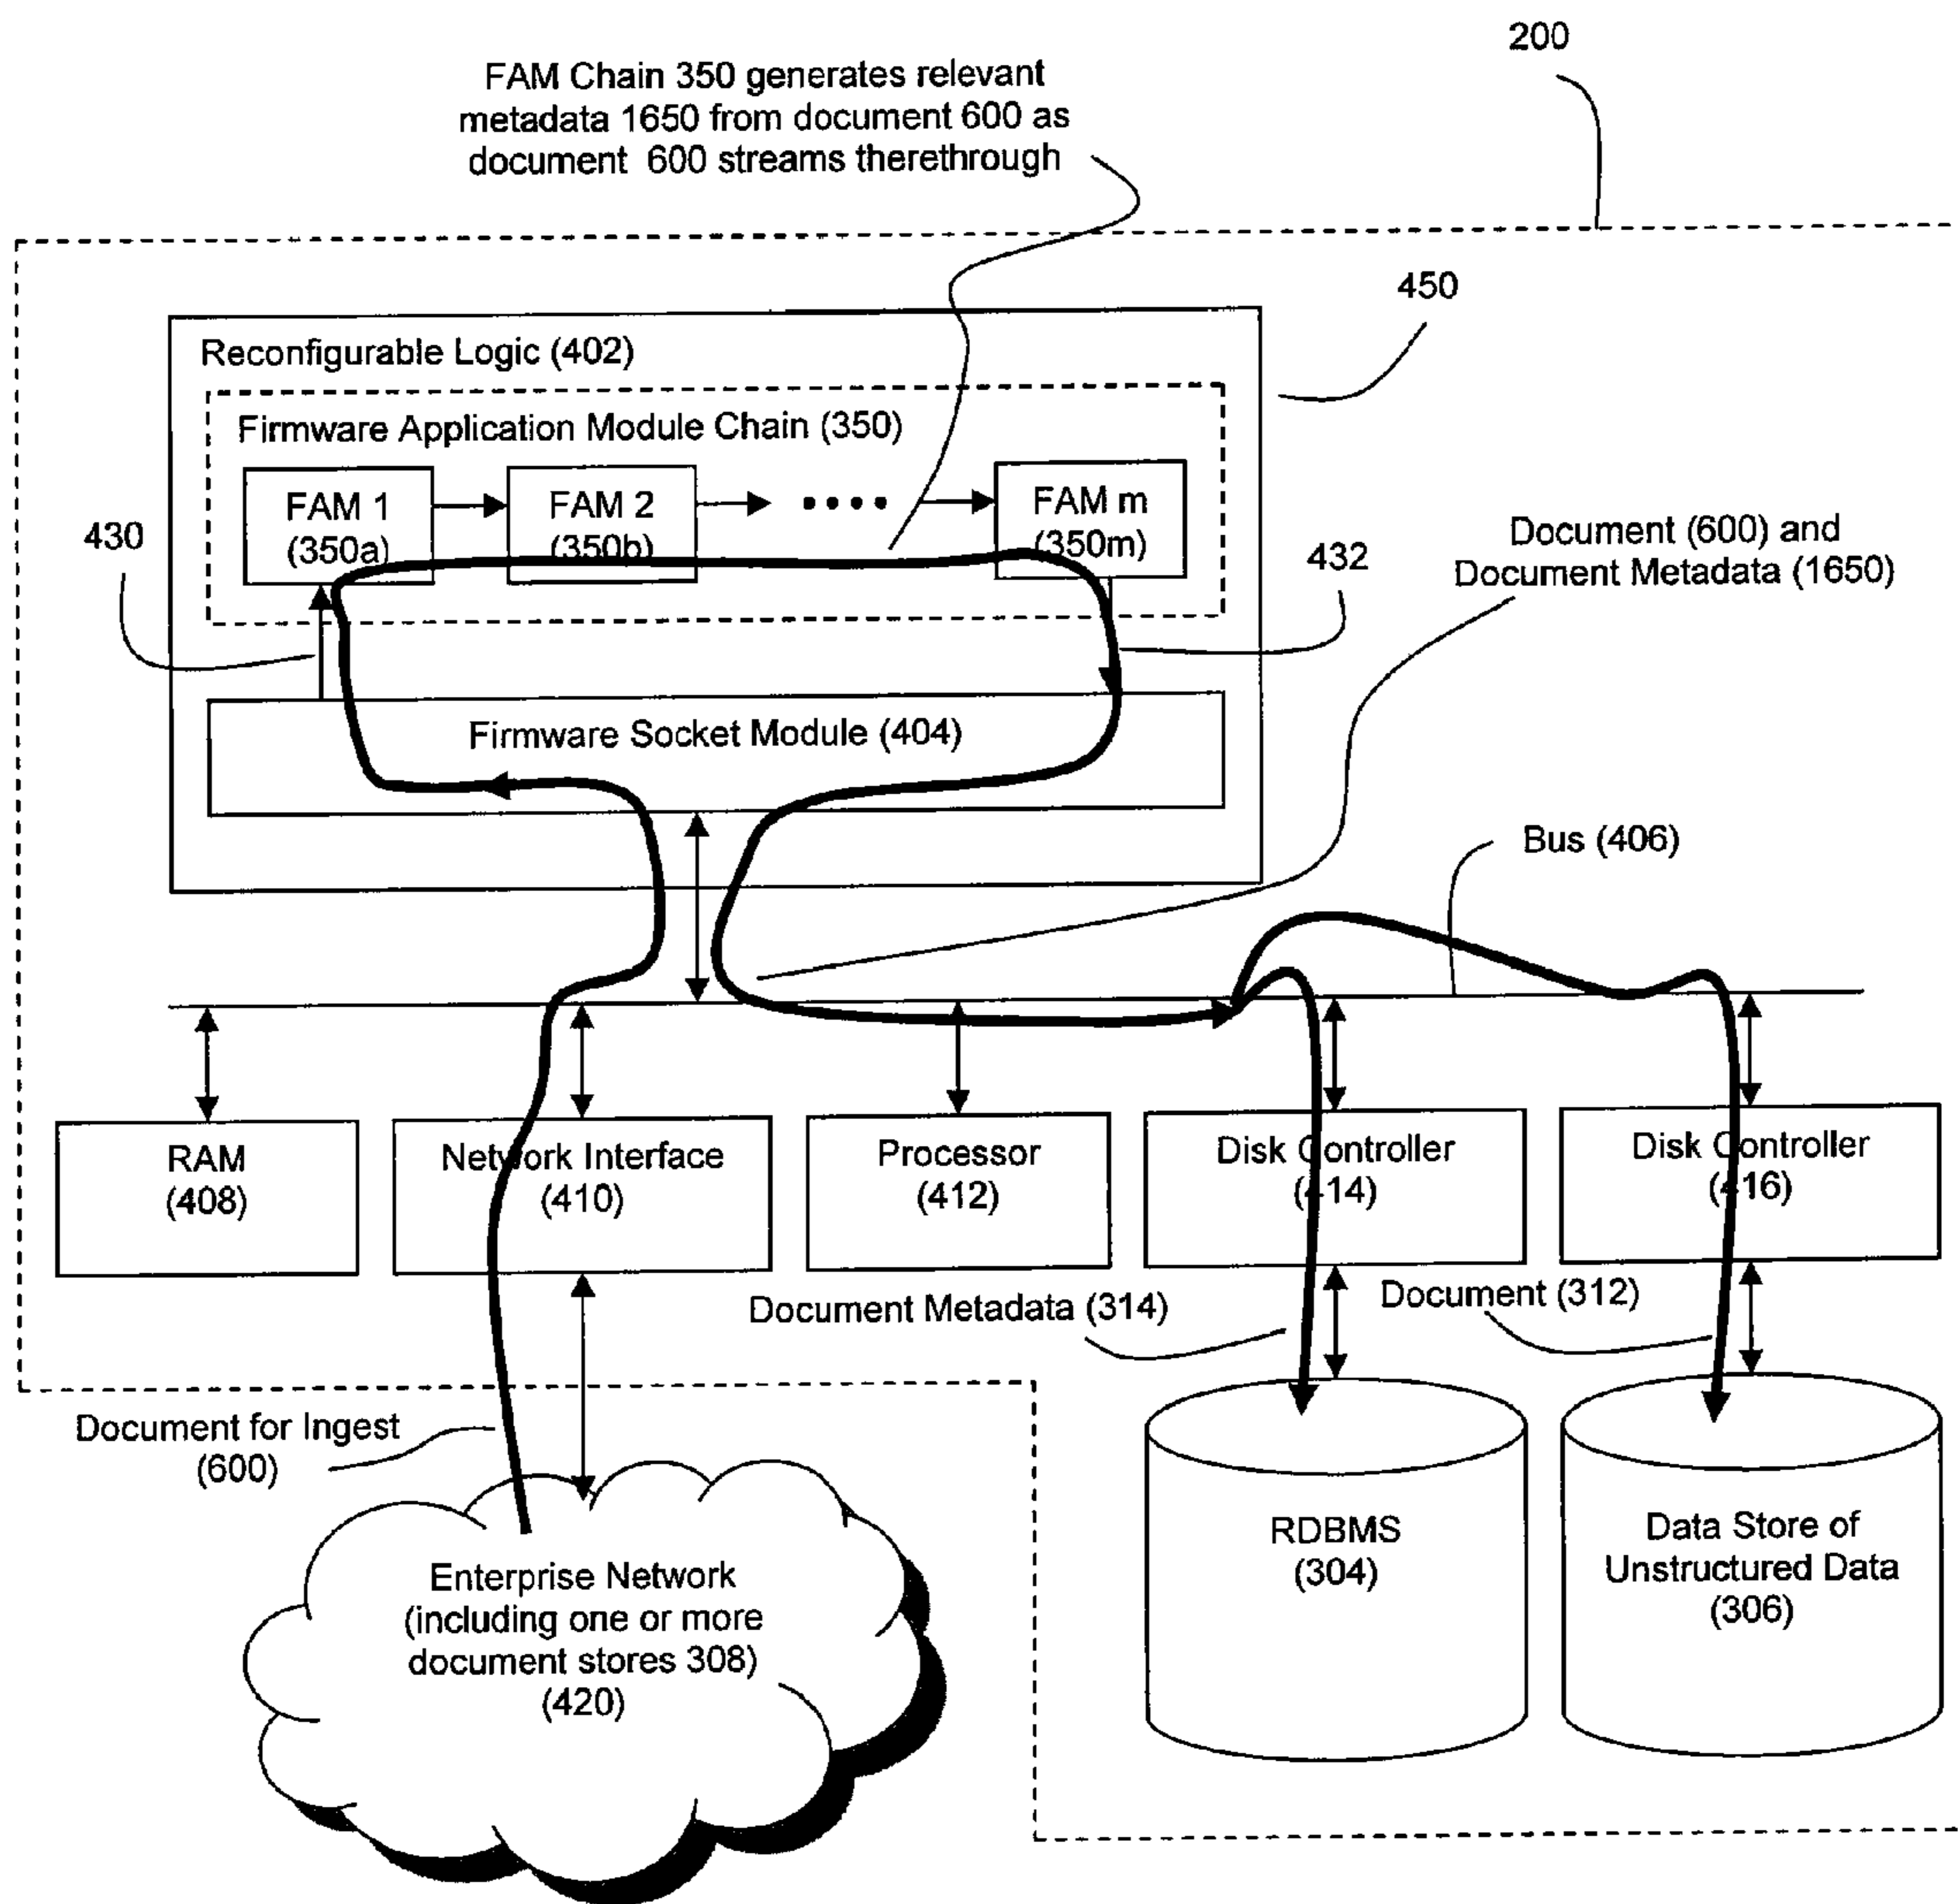 200
FAM Chain 350 generates relevant
metadata 1650 from document 600 as
document 600 streams therethrough
450
Reconfigurable Logic (402)
Firmware Application Module Chain (350)
FAM 1
(350a)
FAM 2
(350b)
••••
FAM m
(350m)
430
432
Document (600) and
Document Metadata (1650)
Firmware Socket Module (404)
Bus (406)
RAM
(408)
Network Interface
(410)
Processor
(412)
Disk Controller
(414)
Disk Controller
(416)
Document Metadata (314)
Document (312)
Document for Ingest
(600)
Enterprise Network
(including one or more
document stores 308)
(420)
RDBMS
(304)
Data Store of
Unstructured Data
(306)